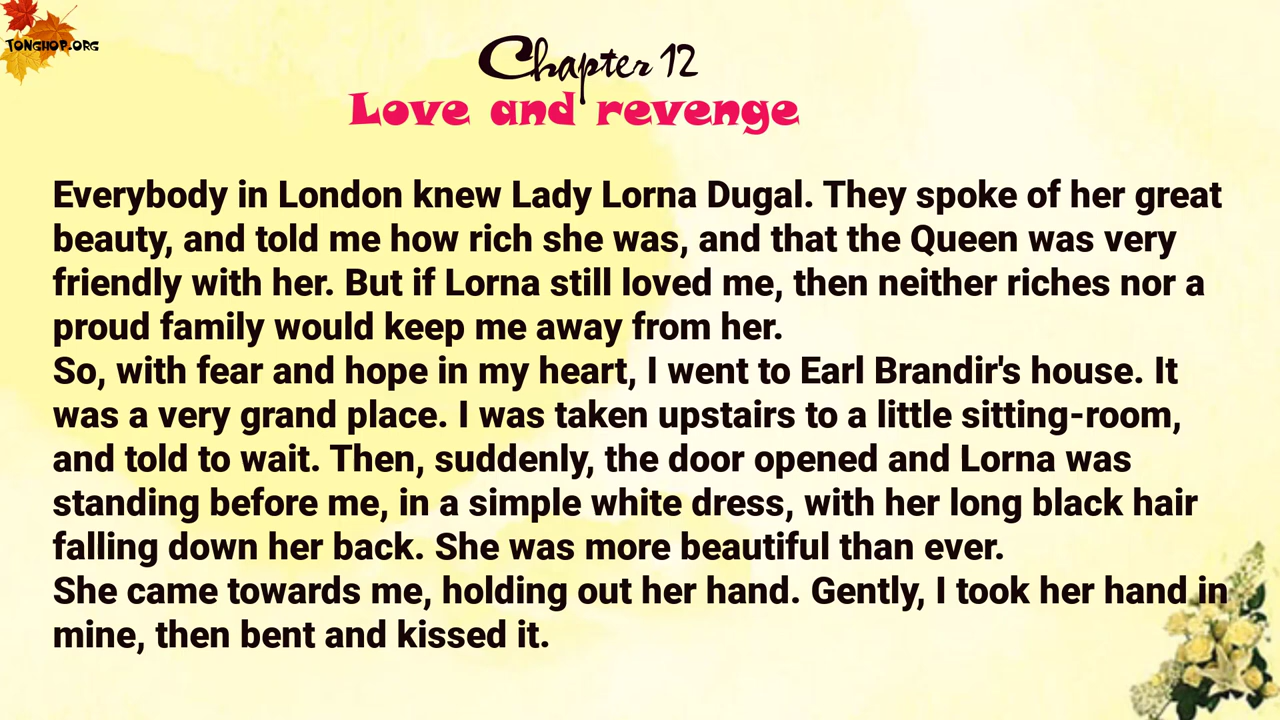 TONGHOP.ORG
Chapter 12
Love and revenge
Everybody in London knew Lady Lorna Dugal. They spoke of her great
beauty, and told me how rich she was, and that the Queen was very
friendly with her. But if Lorna still loved me, then neither riches nor a
proud family would keep me away from her.
So, with fear and hope in my heart, I went to Earl Brandir's house. It
was a very grand place. I was taken upstairs to a little sitting-room,
and told to wait. Then, suddenly, the door opened and Lorna was
standing before me, in a simple white dress, with her long black hair
falling down her back. She was more beautiful than ever.
She came towards me, holding out her hand. Gently, I took her hand in
mine, then bent and kissed it.